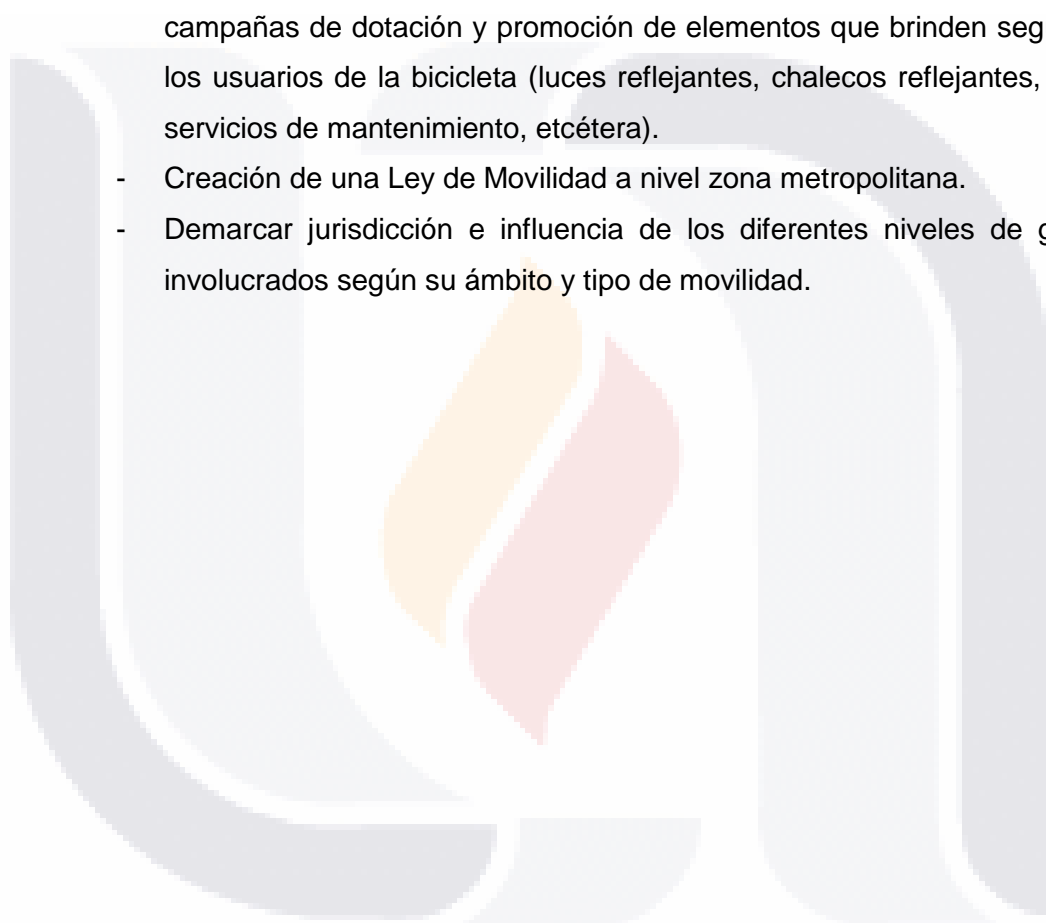 campañas de dotación y promoción de elementos que brinden seg
los usuarios de la bicicleta (luces reflejantes, chalecos reflejantes,
servicios de mantenimiento, etcétera).
- Creación de una Ley de Movilidad a nivel zona metropolitana.
- Demarcar jurisdicción e influencia de los diferentes niveles de g
involucrados según su ámbito y tipo de movilidad.